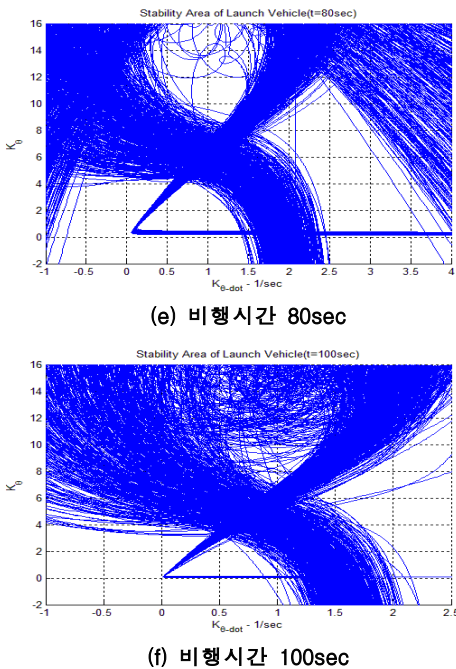 Stability Area of Launch Vehicle(t=80sec)
16
14
12
10
8
6
4
2
0
-2
Kθ
-1 -0.5 0 0.5 1 1.5 2 2.5 3 3.5 4
Kθ-dot - 1/sec
(e) 비행시간 80sec
Stability Area of Launch Vehicle(t=100sec)
16
14
12
10
8
6
4
2
0
-2
Kθ
-1 -0.5 0 0.5 1 1.5 2 2.5
Kθ-dot - 1/sec
(f) 비행시간 100sec